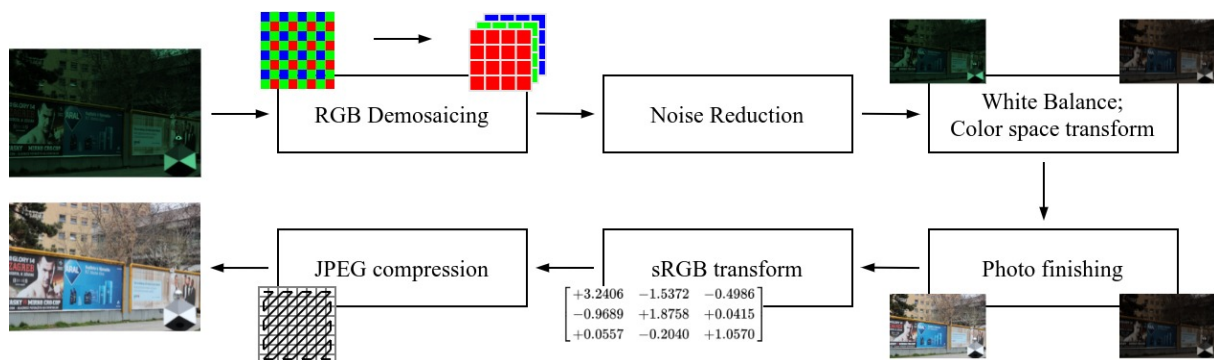 RGB Demosaicing
Noise Reduction
White Balance;
Color space transform
JPEG compression
sRGB transform
Photo finishing
+3.2406 −1.5372 −0.4986
−0.9689 +1.8758 +0.0415
+0.0557 −0.2040 +1.0570
ZAGREB